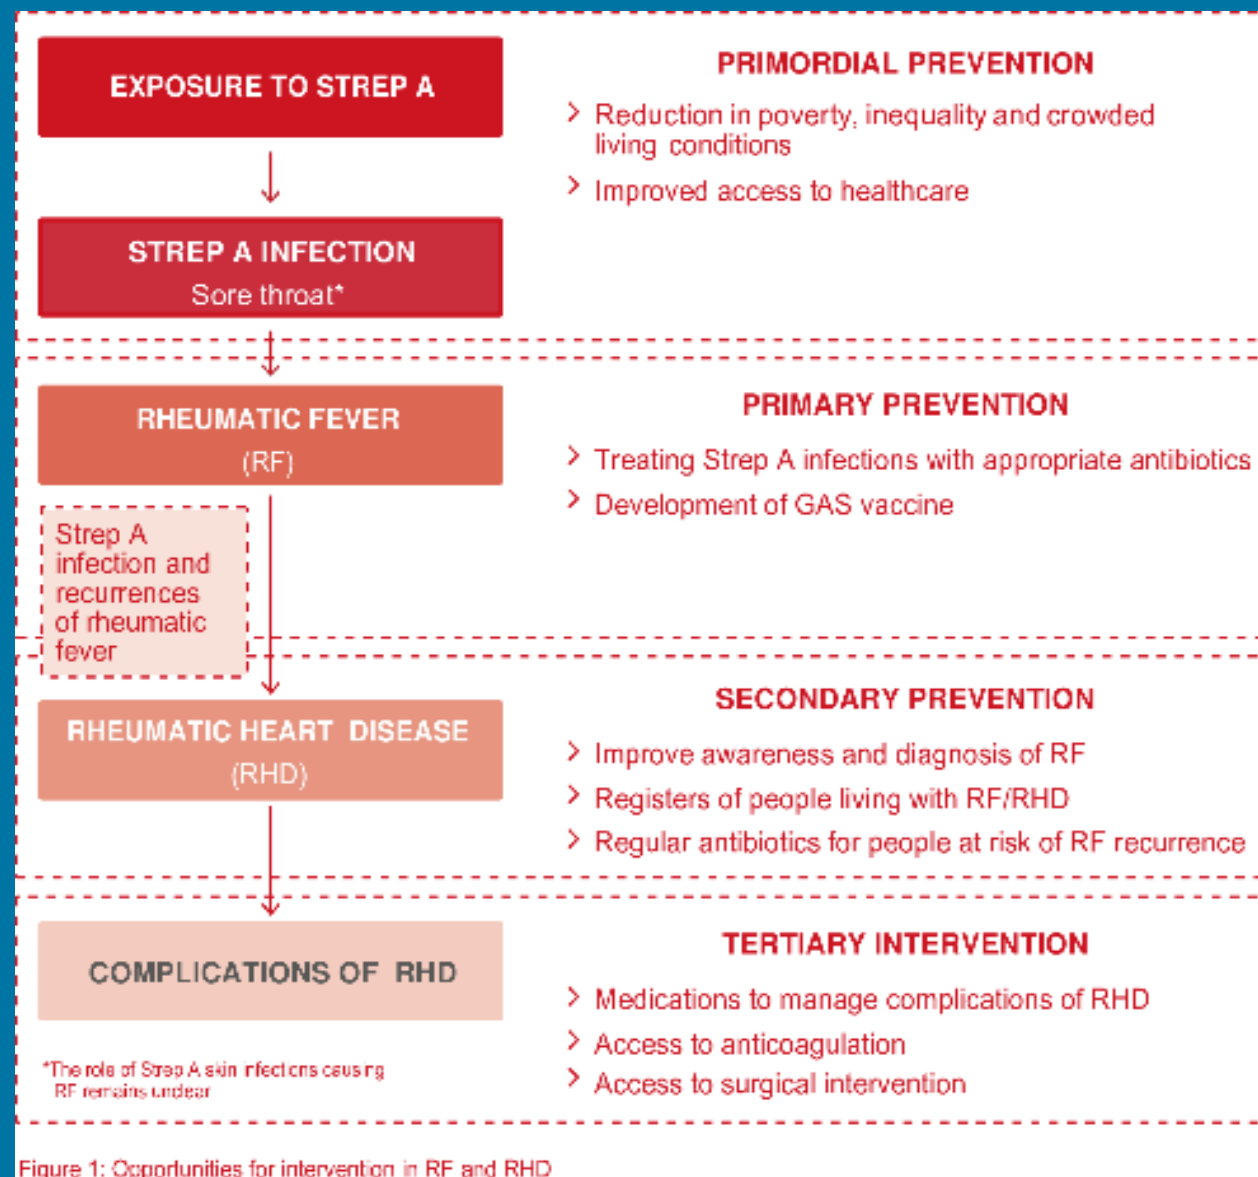 EXPOSURE TO STREP A
PRIMORDIAL PREVENTION
> Reduction in poverty, inequality and crowded
living conditions
> Improved access to healthcare
STREP A INFECTION
Sore throat*
RHEUMATIC FEVER
(RF)
PRIMARY PREVENTION
> Treating Strep A infections with appropriate antibiotics
> Development of GAS vaccine
Strep A
infection and
recurrences
of rheumatic
fever
RHEUMATIC HEART DISEASE
(RHD)
SECONDARY PREVENTION
> Improve awareness and diagnosis of RF
> Registers of people living with RF/RHD
> Regular antibiotics for people at risk of RF recurrence
COMPLICATIONS OF RHD
TERTIARY INTERVENTION
> Medications to manage complications of RHD
> Access to anticoagulation
> Access to surgical intervention
*The role of Strep A skin infections causing
RF remains unclear
Figure 1: Opportunities for intervention in RF and RHD